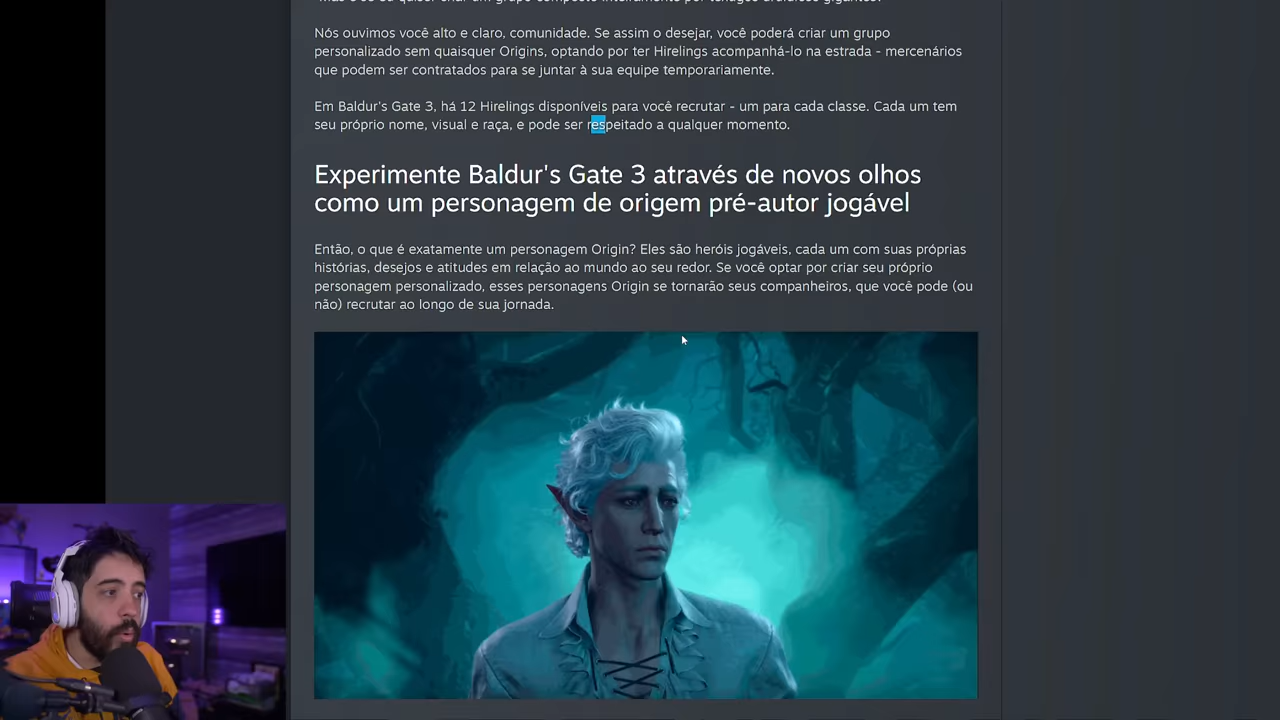 Nós ouvimos você alto e claro, comunidade. Se assim o desejar, você poderá criar um grupo
personalizado sem quaisquer Origins, optando por ter Hirelings acompanhá-lo na estrada - mercenários
que podem ser contratados para se juntar à sua equipe temporariamente.
Em Baldur's Gate 3, há 12 Hirelings disponíveis para você recrutar - um para cada classe. Cada um tem
seu próprio nome, visual e raça, e pode ser respeitado a qualquer momento.
Experimente Baldur's Gate 3 através de novos olhos
como um personagem de origem pré-autor jogável
Então, o que é exatamente um personagem Origin? Eles são heróis jogáveis, cada um com suas próprias
histórias, desejos e atitudes em relação ao mundo ao seu redor. Se você optar por criar seu próprio
personagem personalizado, esses personagens Origin se tornarão seus companheiros, que você pode (ou
não) recrutar ao longo de sua jornada.